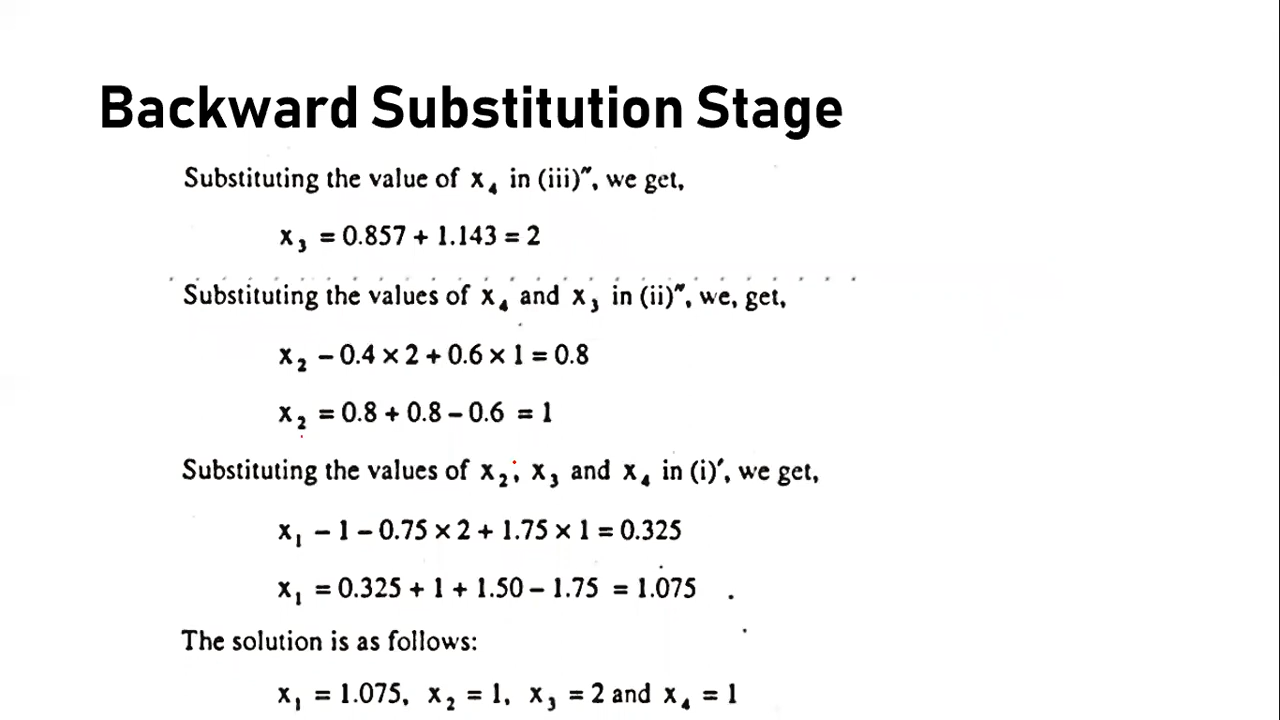 Backward Substitution Stage
Substituting the value of x₄ in (iii)‴, we get,
x₃ = 0.857 + 1.143 = 2
Substituting the values of x₄ and x₃ in (ii)‴, we, get,
x₂ − 0.4 × 2 + 0.6 × 1 = 0.8
x₂ = 0.8 + 0.8 − 0.6 = 1
Substituting the values of x₂, x₃ and x₄ in (i)′, we get,
x₁ − 1 − 0.75 × 2 + 1.75 × 1 = 0.325
x₁ = 0.325 + 1 + 1.50 − 1.75 = 1.075 .
The solution is as follows:
x₁ = 1.075, x₂ = 1, x₃ = 2 and x₄ = 1